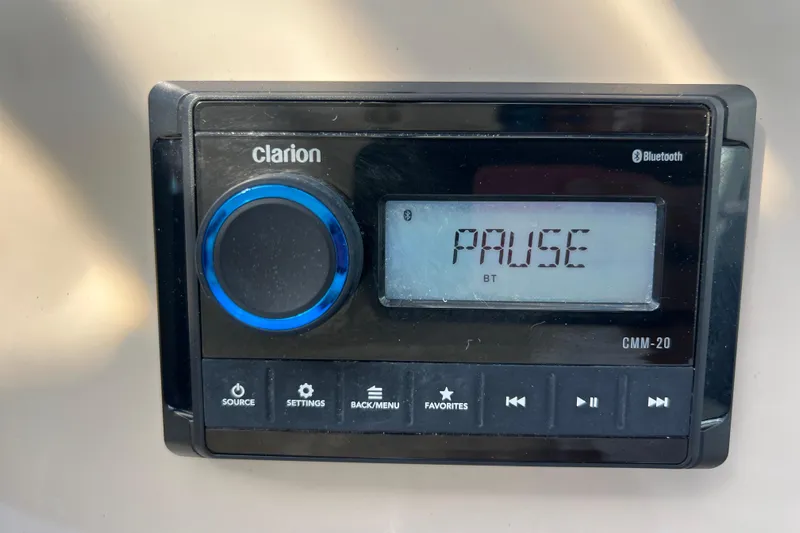 clarion
Bluetooth
PAUSE
BT
CMM-20
SOURCE
SETTINGS
BACK/MENU
FAVORITES